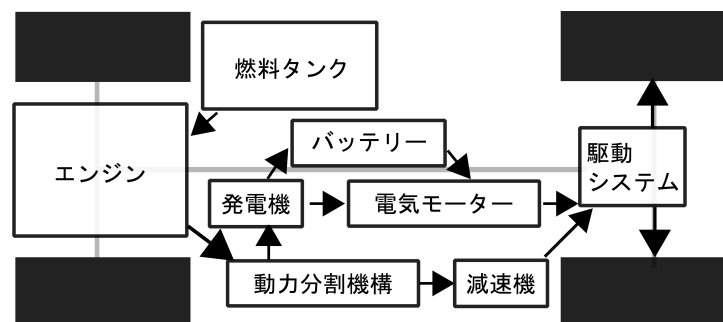 燃料タンク
バッテリー
エンジン
駆動
システム
発電機
電気モーター
動力分割機構
減速機